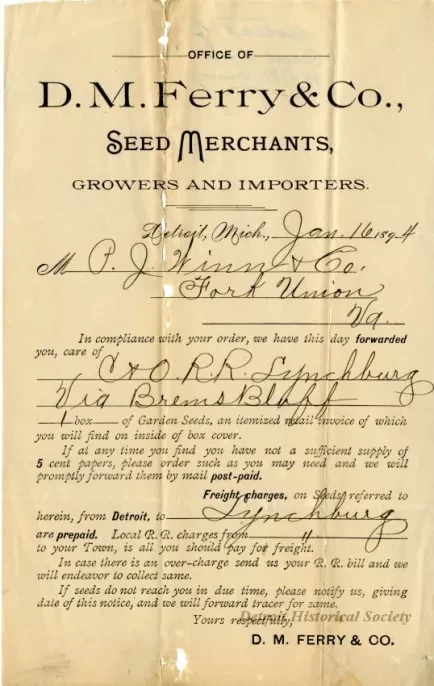 OFFICE OF
D. M. Ferry & Co.,
SEED MERCHANTS,
GROWERS AND IMPORTERS.
Detroit, Mich., Jan. 16 1894
M P. J. Winn & Co.
Fork Union
Va.
In compliance with your order, we have this day forwarded
you, care of
C & O. R. R. Lynchburg
Via Brems Bluff
1 box of Garden Seeds, an itemized retail invoice of which
you will find on inside of box cover.
If at any time you find you have not a sufficient supply of
5 cent papers, please order such as you may need and we will
promptly forward them by mail post-paid.
Freight charges, on Seeds referred to
herein, from Detroit, to Lynchburg
are prepaid. Local R. R. charges from "
to your Town, is all you should pay for freight.
In case there is an over-charge send us your R. R. bill and we
will endeavor to collect same.
If seeds do not reach you in due time, please notify us, giving
date of this notice, and we will forward tracer for same.
Detroit Historical Society
Yours respectfully,
D. M. FERRY & CO.